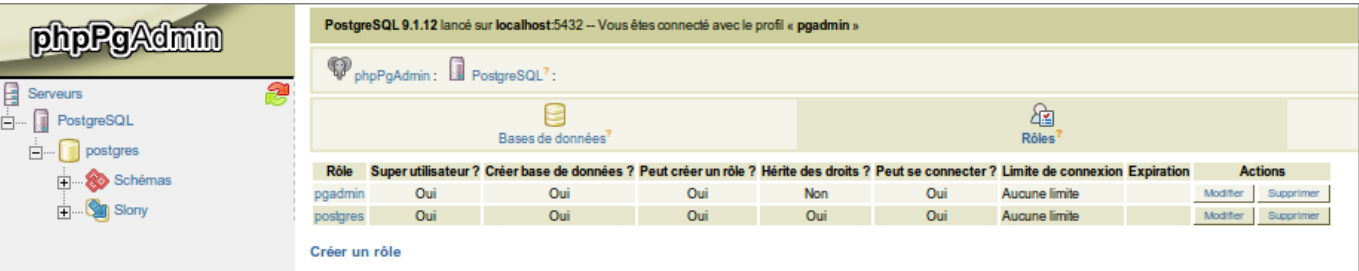 phpPgAdmin
Serveurs
PostgreSQL
postgres
Schémas
Slony
PostgreSQL 9.1.12 lancé sur localhost:5432 -- Vous êtes connecté avec le profil « pgadmin »
phpPgAdmin : PostgreSQL? :
Bases de données?
Rôles?
Rôle Super utilisateur ? Créer base de données ? Peut créer un rôle ? Hérite des droits ? Peut se connecter ? Limite de connexion Expiration Actions
pgadmin Oui Oui Oui Non Oui Aucune limite Modifier Supprimer
postgres Oui Oui Oui Oui Oui Aucune limite Modifier Supprimer
Créer un rôle